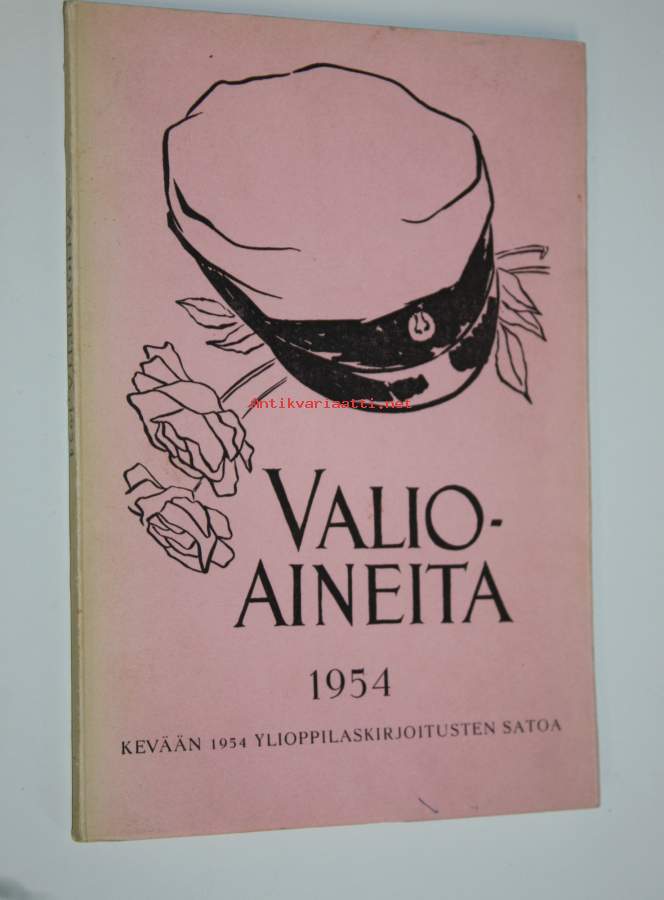 Antikvariaatti.net
VALIO-
AINEITA
1954
KEVÄÄN 1954 YLIOPPILASKIRJOITUSTEN SATOA